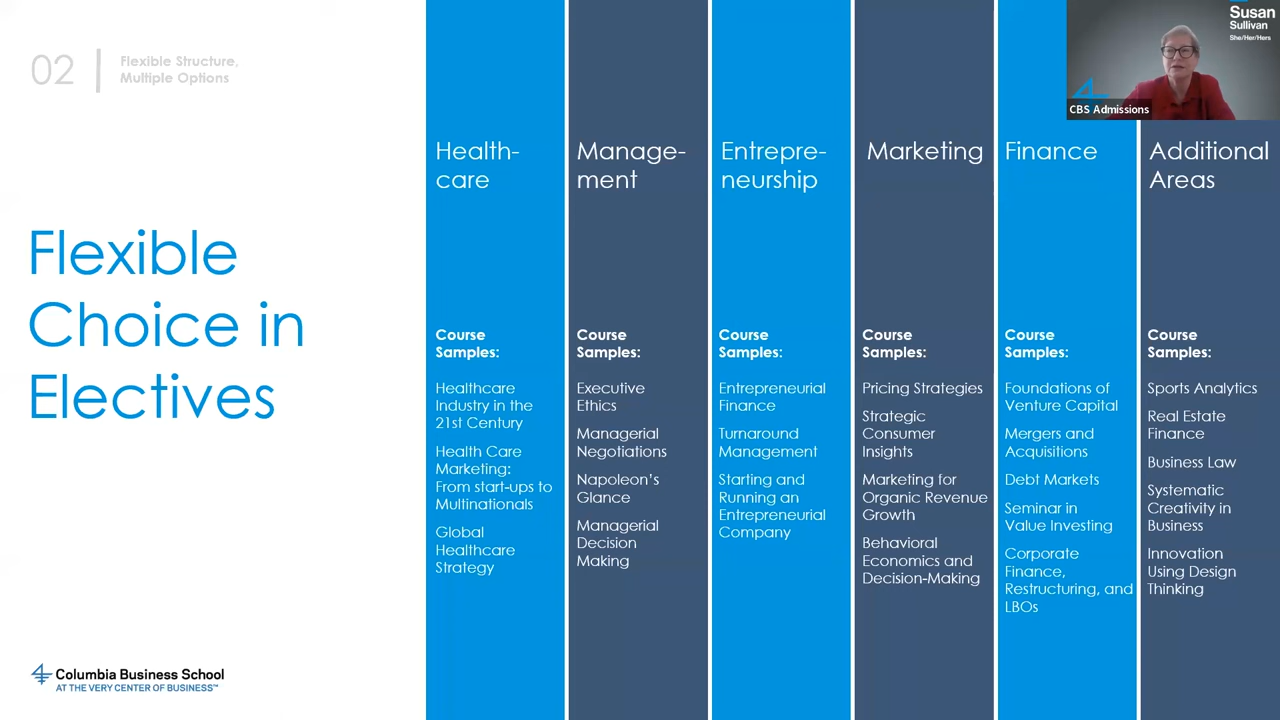 02
Flexible Structure,
Multiple Options
Flexible
Choice in
Electives
Columbia Business School
AT THE VERY CENTER OF BUSINESS™
Health-
care
Course
Samples:
Healthcare
Industry in the
21st Century
Health Care
Marketing:
From start-ups to
Multinationals
Global
Healthcare
Strategy
Manage-
ment
Course
Samples:
Executive
Ethics
Managerial
Negotiations
Napoleon's
Glance
Managerial
Decision
Making
Entrepre-
neurship
Course
Samples:
Entrepreneurial
Finance
Turnaround
Management
Starting and
Running an
Entrepreneurial
Company
Marketing
Course
Samples:
Pricing Strategies
Strategic
Consumer
Insights
Marketing for
Organic Revenue
Growth
Behavioral
Economics and
Decision-Making
Finance
Course
Samples:
Foundations of
Venture Capital
Mergers and
Acquisitions
Debt Markets
Seminar in
Value Investing
Corporate
Finance,
Restructuring, and
LBOs
Additional
Areas
Course
Samples:
Sports Analytics
Real Estate
Finance
Business Law
Systematic
Creativity in
Business
Innovation
Using Design
Thinking
Susan
Sullivan
She/Her/Hers
CBS Admissions